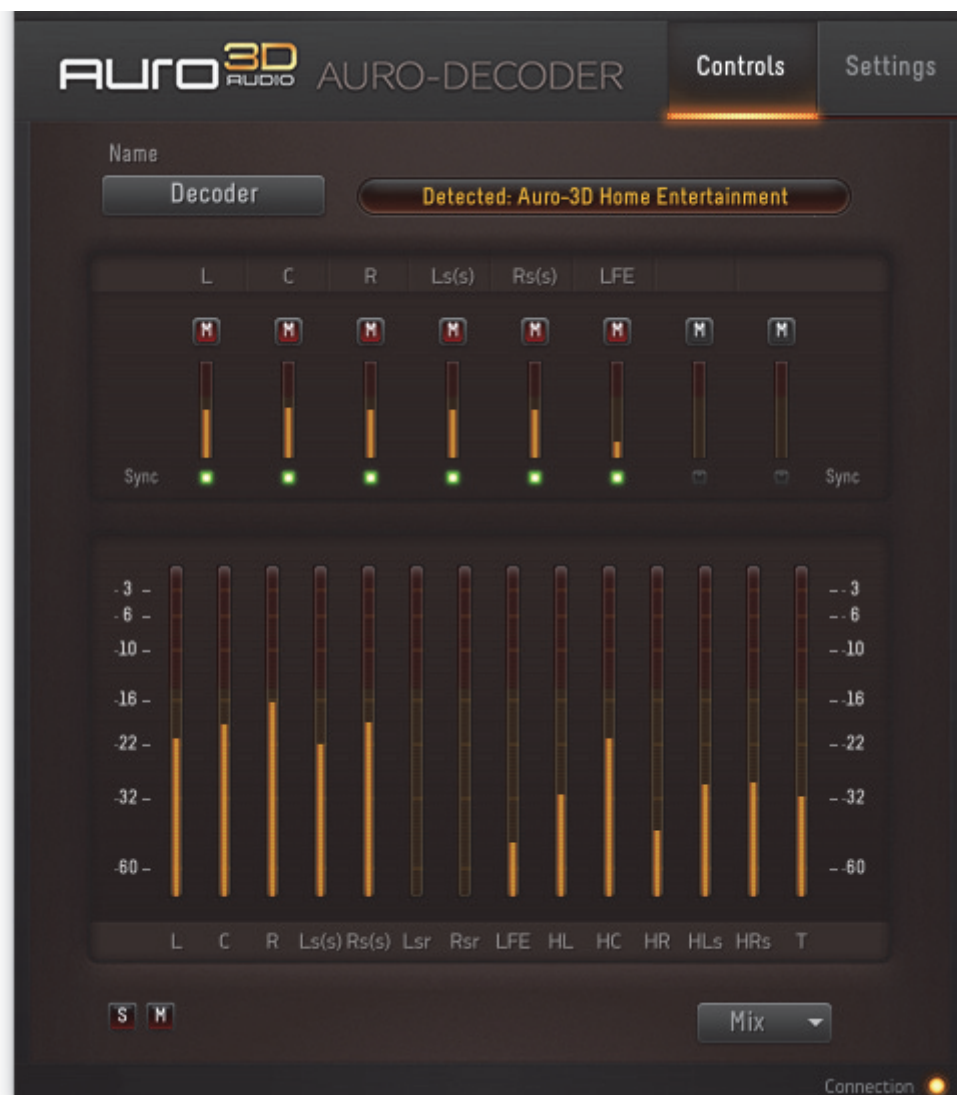 AURO 3D AUDIO AURO-DECODER Controls Settings
Name
Decoder Detected: Auro-3D Home Entertainment
L C R Ls(s) Rs(s) LFE
M M M M M M M M
Sync Sync
-3 - --3
-6 - --6
-10 - --10
-16 - --16
-22 - --22
-32 - --32
-60 - --60
L C R Ls(s) Rs(s) Lsr Rsr LFE HL HC HR HLs HRs T
S M Mix
Connection